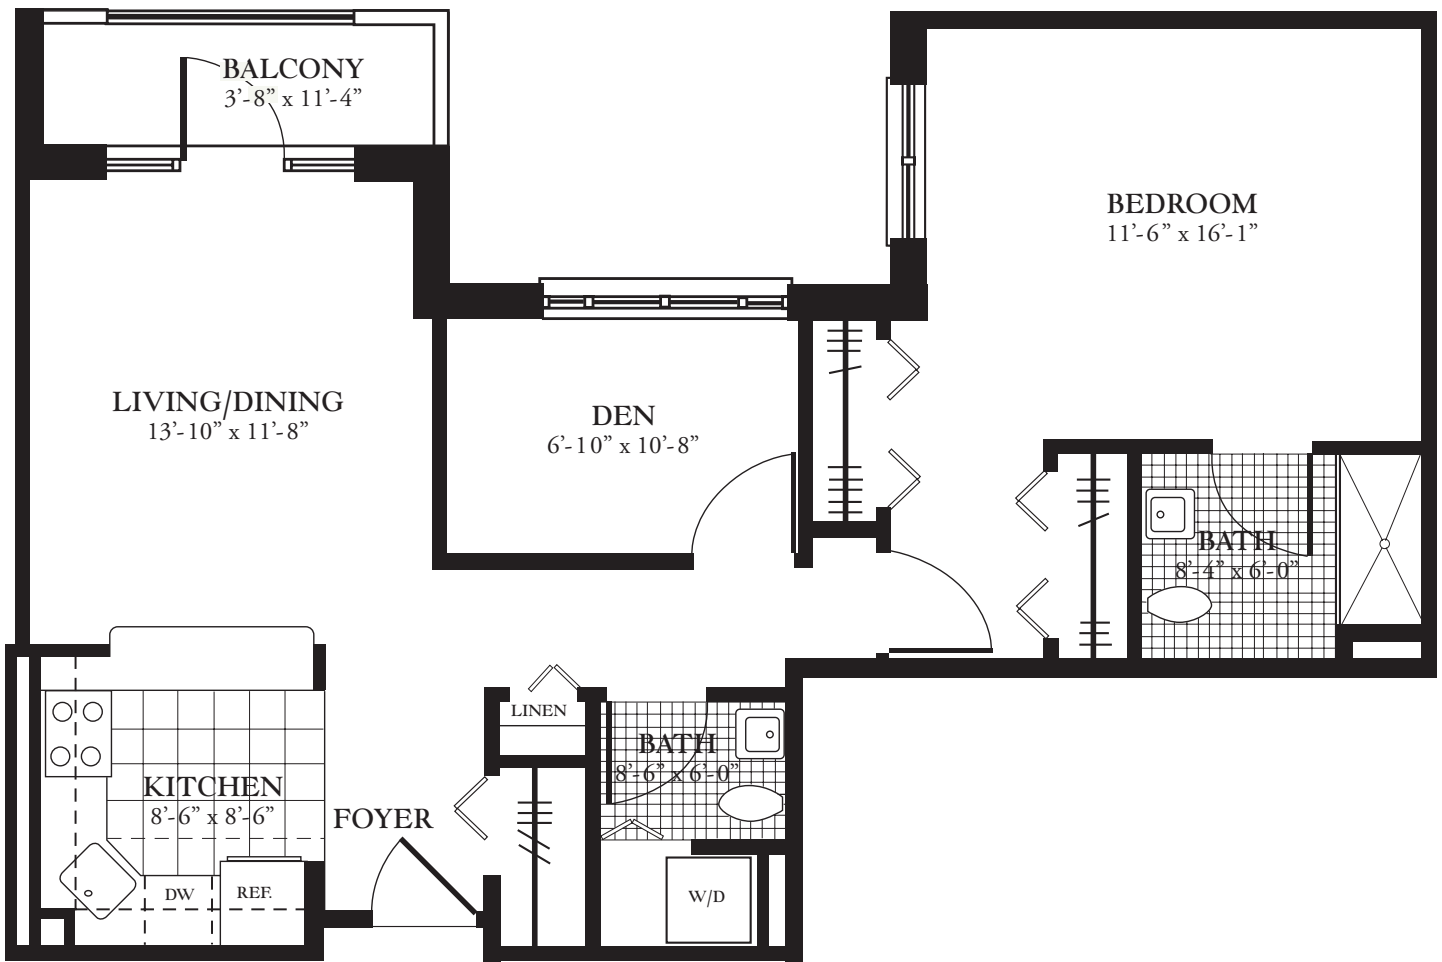 BALCONY
3’-8” x 11’-4”
BEDROOM
11’-6” x 16’-1”
LIVING/DINING
13’-10” x 11’-8”
DEN
6’-10” x 10’-8”
BATH
8’-4” x 6’-0”
LINEN
BATH
8’-6” x 6’-0”
KITCHEN
8’-6” x 8’-6”
FOYER
DW
REF.
W/D